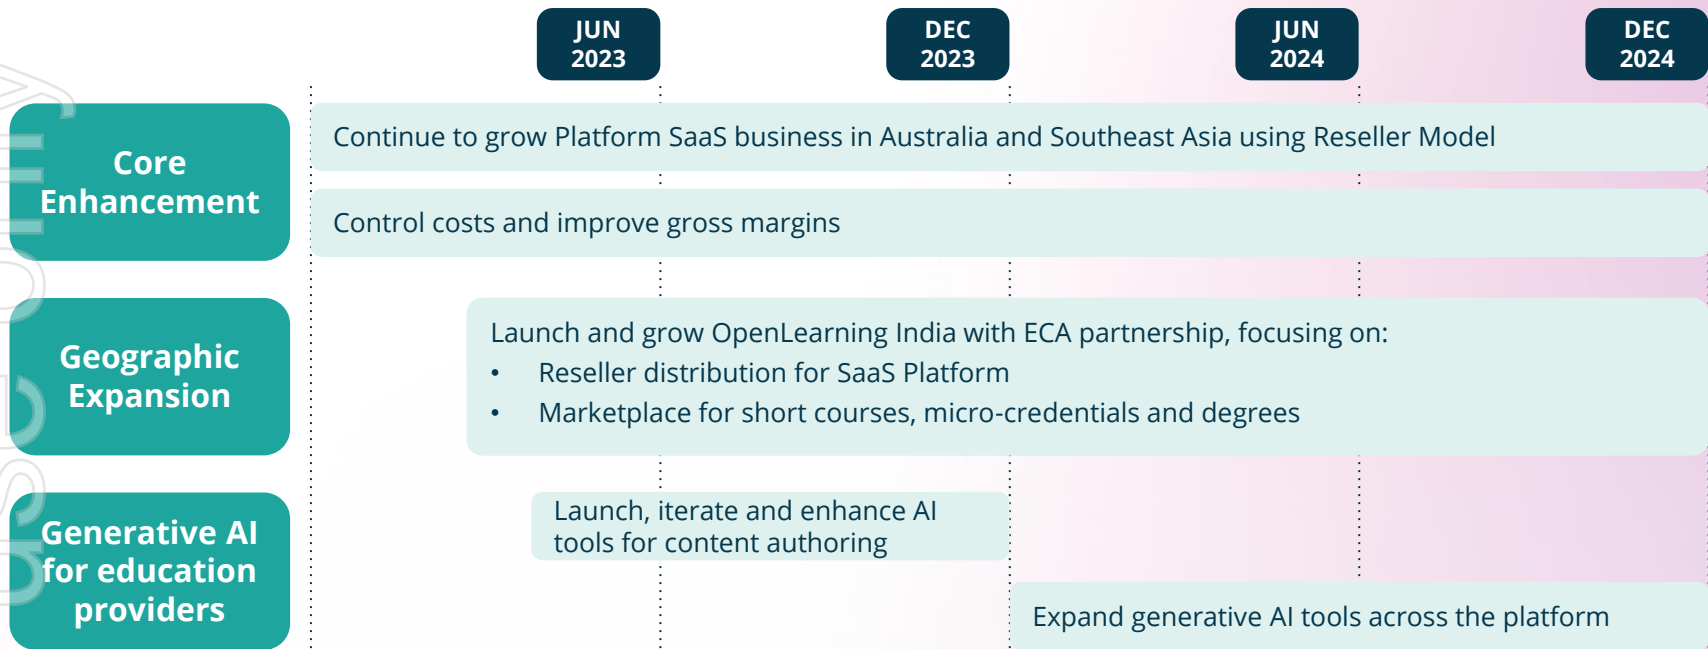 JUN
2023
DEC
2023
JUN
2024
DEC
2024
Core
Enhancement
Continue to grow Platform SaaS business in Australia and Southeast Asia using Reseller Model
Control costs and improve gross margins
Geographic
Expansion
Launch and grow OpenLearning India with ECA partnership, focusing on:
• Reseller distribution for SaaS Platform
• Marketplace for short courses, micro-credentials and degrees
Generative AI
for education
providers
Launch, iterate and enhance AI
tools for content authoring
Expand generative AI tools across the platform
use only